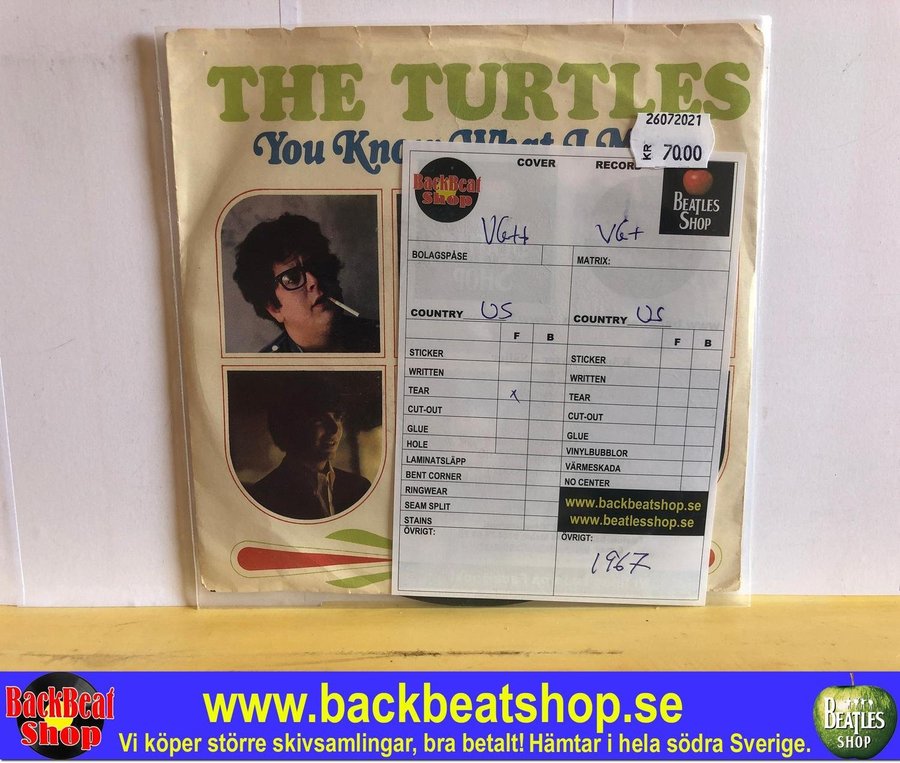 THE TURTLES
You Know What I M
26072021
KR 70.00
COVER
RECORD
BackBeat
Shop
BEATLES
SHOP
VG++
VG+
BOLAGSPÅSE
MATRIX:
COUNTRY US
COUNTRY US
F B
F B
STICKER
STICKER
WRITTEN
WRITTEN
TEAR x
TEAR
CUT-OUT
CUT-OUT
GLUE
GLUE
HOLE
VINYLBUBBLOR
LAMINATSLÄPP
VÄRMESKADA
BENT CORNER
NO CENTER
RINGWEAR
www.backbeatshop.se
SEAM SPLIT
www.beatlesshop.se
STAINS
ÖVRIGT:
ÖVRIGT:
1967
BackBeat
Shop
www.backbeatshop.se
Vi köper större skivsamlingar, bra betalt! Hämtar i hela södra Sverige.
BEATLES
SHOP